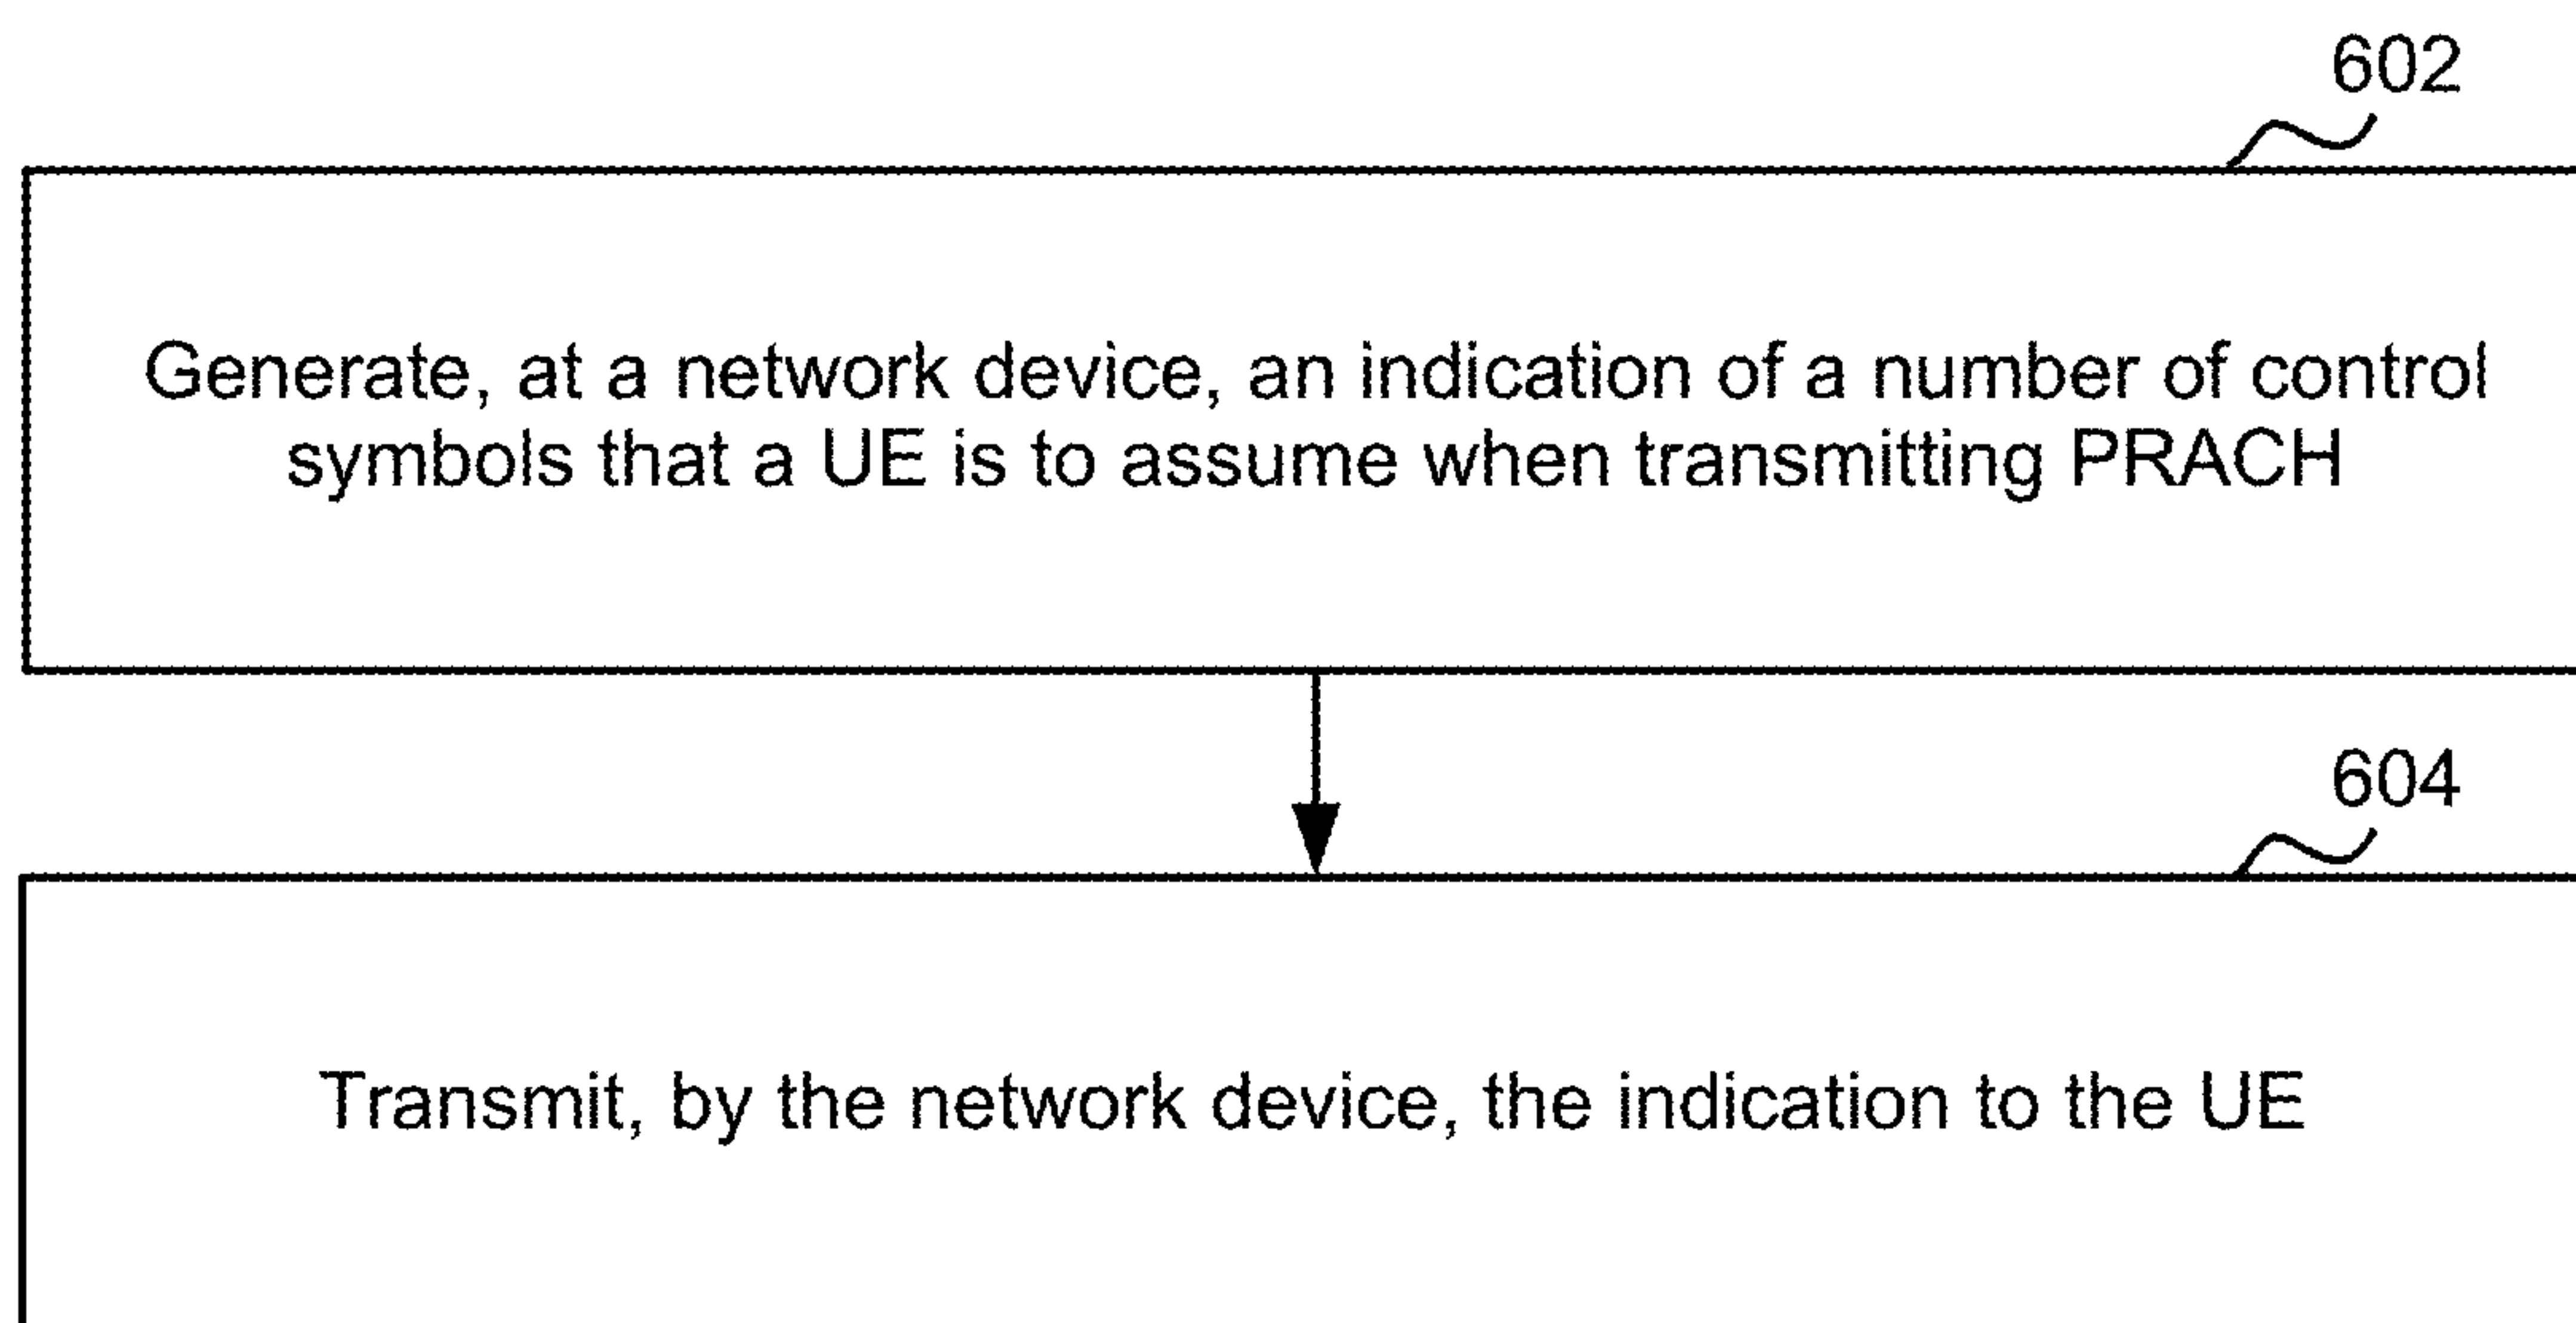 602
Generate, at a network device, an indication of a number of control
symbols that a UE is to assume when transmitting PRACH
604
Transmit, by the network device, the indication to the UE